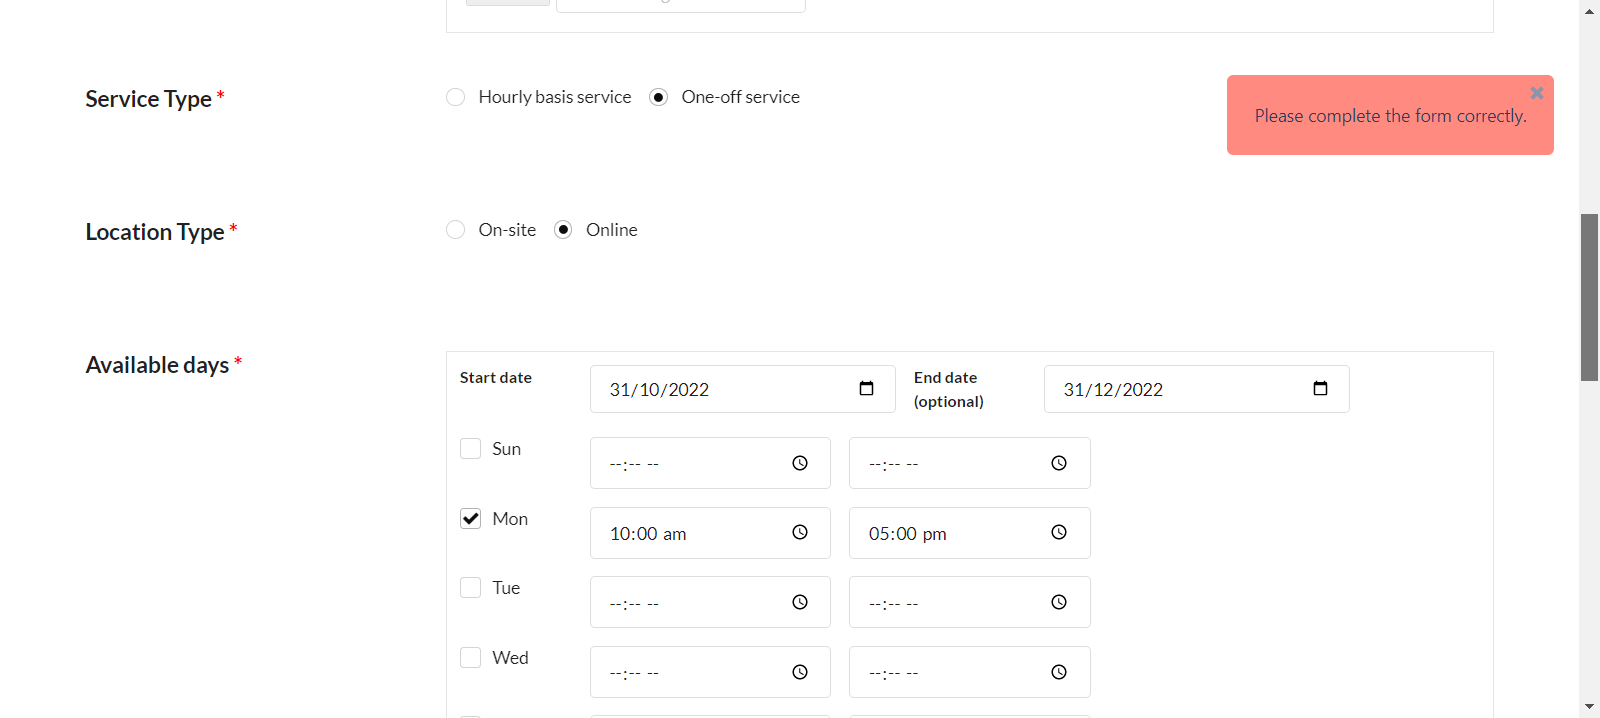 Service Type *
Hourly basis service
One-off service
Please complete the form correctly.
Location Type *
On-site
Online
Available days *
Start date
31/10/2022
End date
(optional)
31/12/2022
Sun
--:-- --
--:-- --
Mon
10:00 am
05:00 pm
Tue
--:-- --
--:-- --
Wed
--:-- --
--:-- --